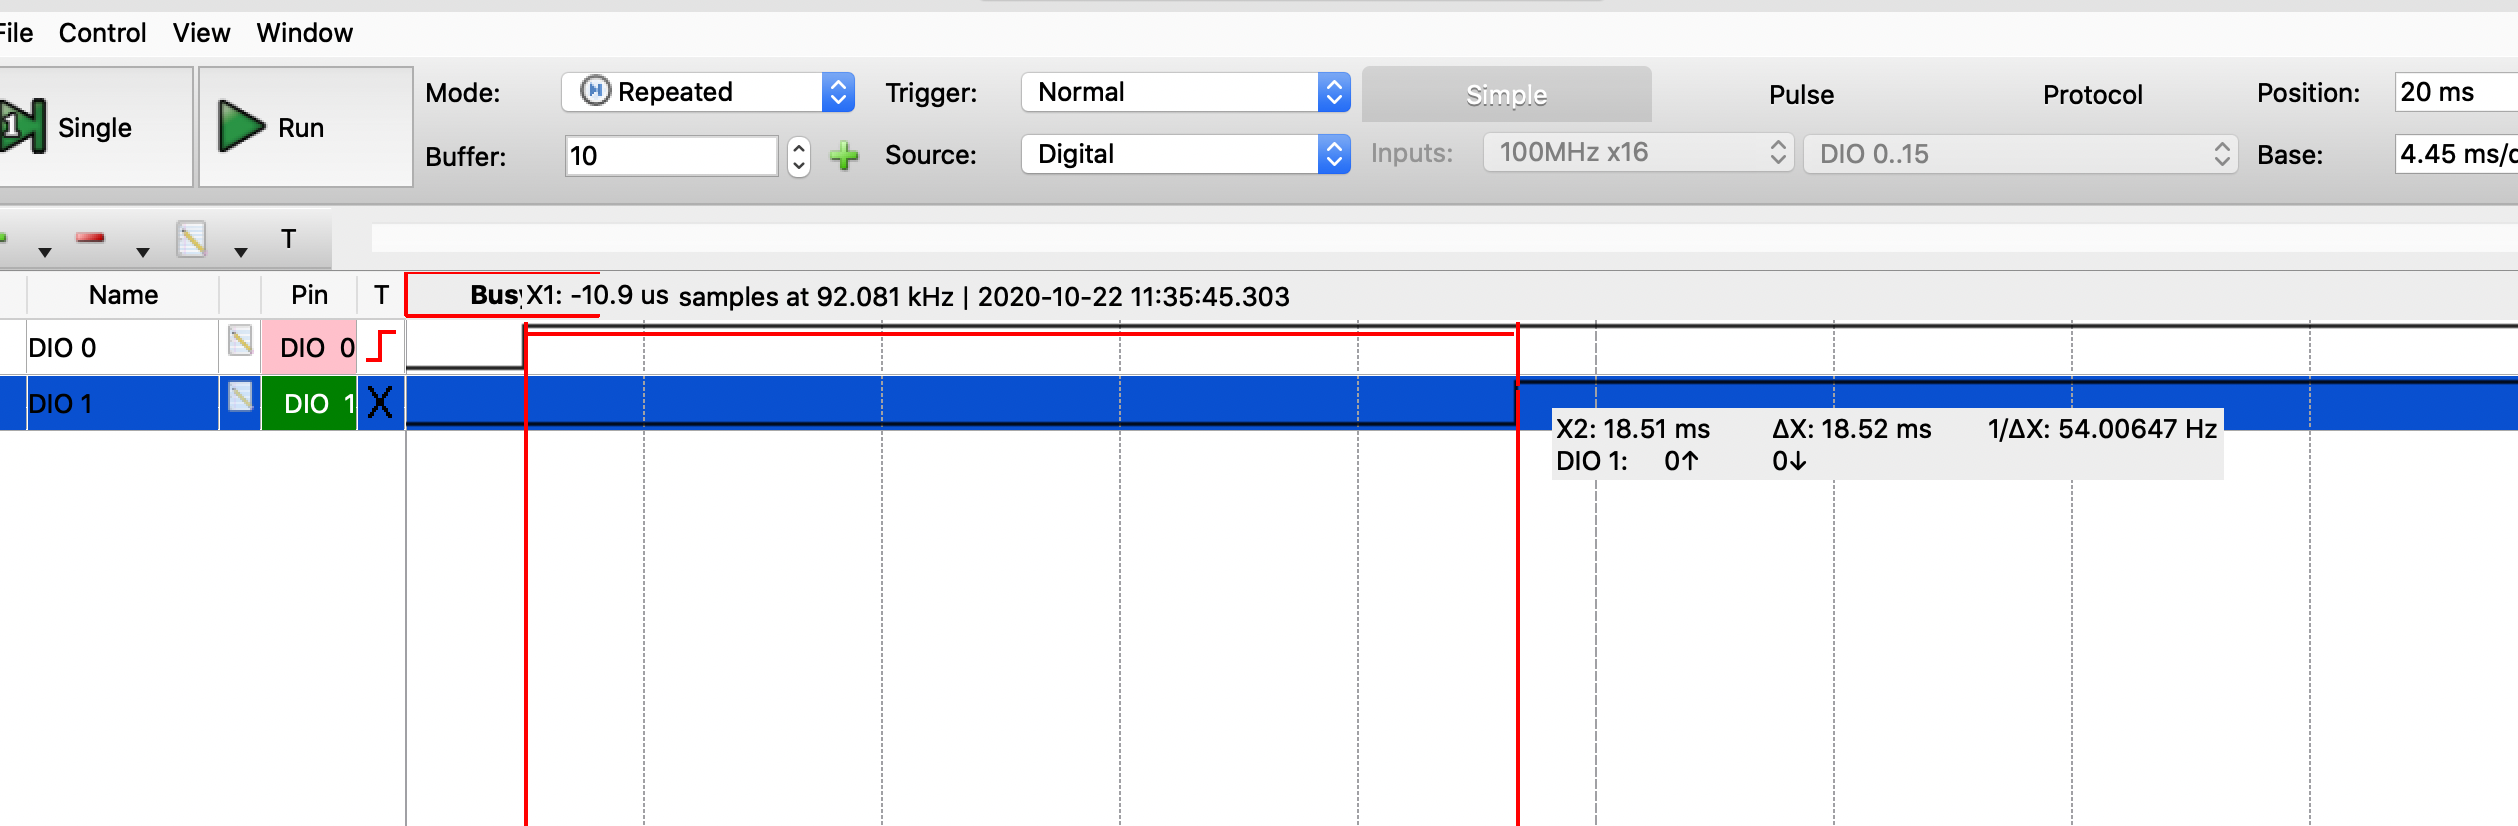 File Control View Window
Single Run Mode: Repeated Trigger: Normal Simple Pulse Protocol Position: 20 ms
Buffer: 10 Source: Digital Inputs: 100MHz x16 DIO 0..15 Base: 4.45 ms/d
T
Name Pin T Busy X1: -10.9 us samples at 92.081 kHz | 2020-10-22 11:35:45.303
DIO 0 DIO 0
DIO 1 DIO 1 X
X2: 18.51 ms ΔX: 18.52 ms 1/ΔX: 54.00647 Hz
DIO 1: 0↑ 0↓